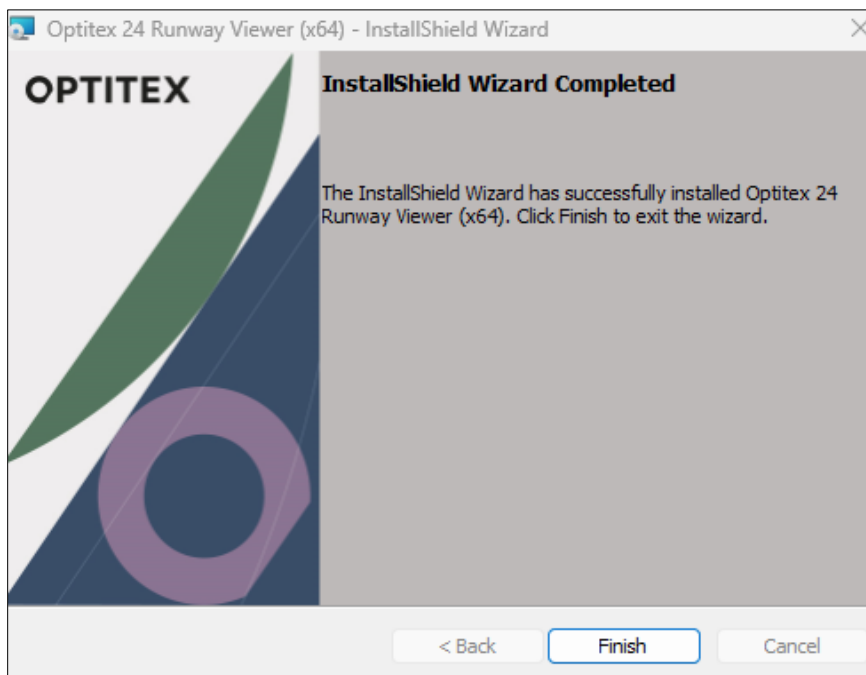 Optitex 24 Runway Viewer (x64) - InstallShield Wizard
OPTITEX
InstallShield Wizard Completed
The InstallShield Wizard has successfully installed Optitex 24
Runway Viewer (x64). Click Finish to exit the wizard.
< Back
Finish
Cancel